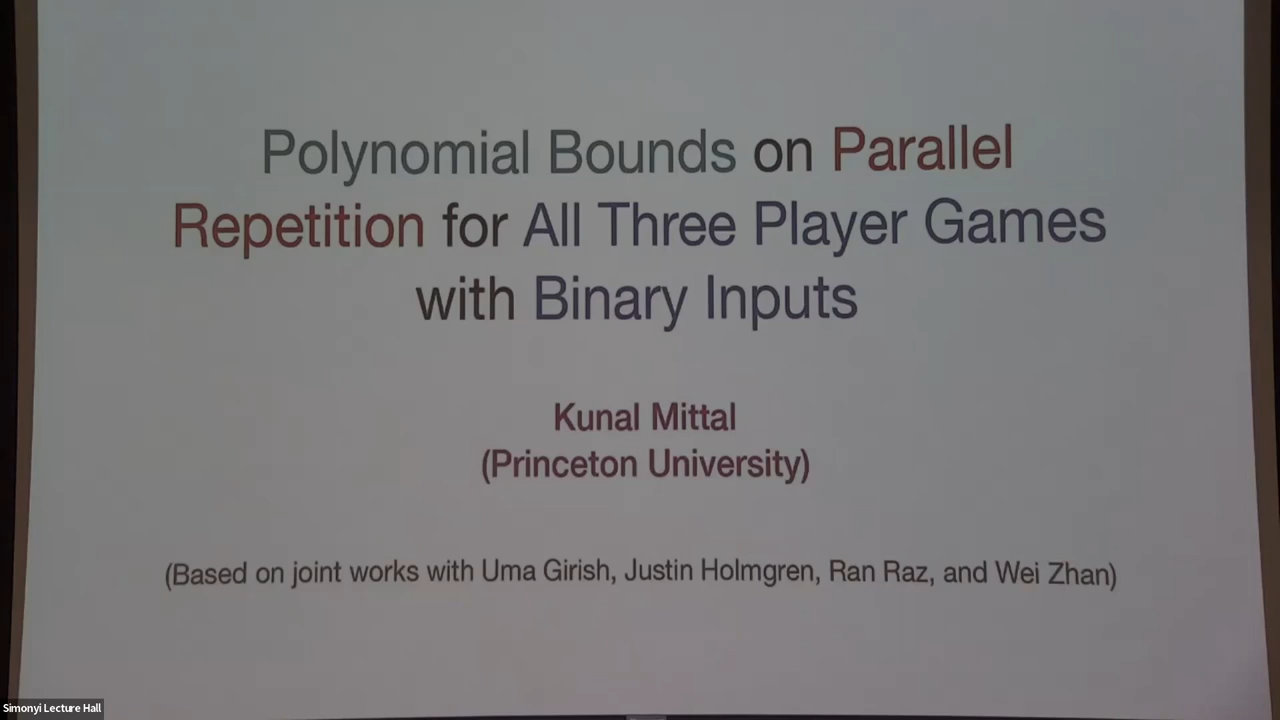 Polynomial Bounds on Parallel
Repetition for All Three Player Games
with Binary Inputs
Kunal Mittal
(Princeton University)
(Based on joint works with Uma Girish, Justin Holmgren, Ran Raz, and Wei Zhan)
Simonyi Lecture Hall